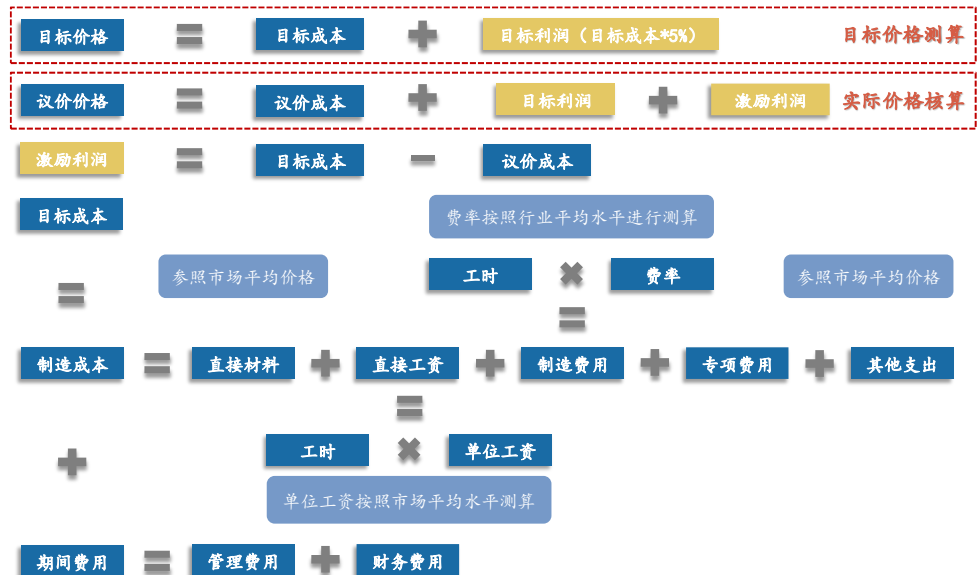 目标价格 = 目标成本 + 目标利润（目标成本*5%） 目标价格测算
议价价格 = 议价成本 + 目标利润 + 激励利润 实际价格核算
激励利润 = 目标成本 - 议价成本
目标成本 费率按照行业平均水平进行测算
= 参照市场平均价格 工时 × 费率 参照市场平均价格
=
制造成本 = 直接材料 + 直接工资 + 制造费用 + 专项费用 + 其他支出
=
+ 工时 × 单位工资
单位工资按照市场平均水平测算
期间费用 = 管理费用 + 财务费用